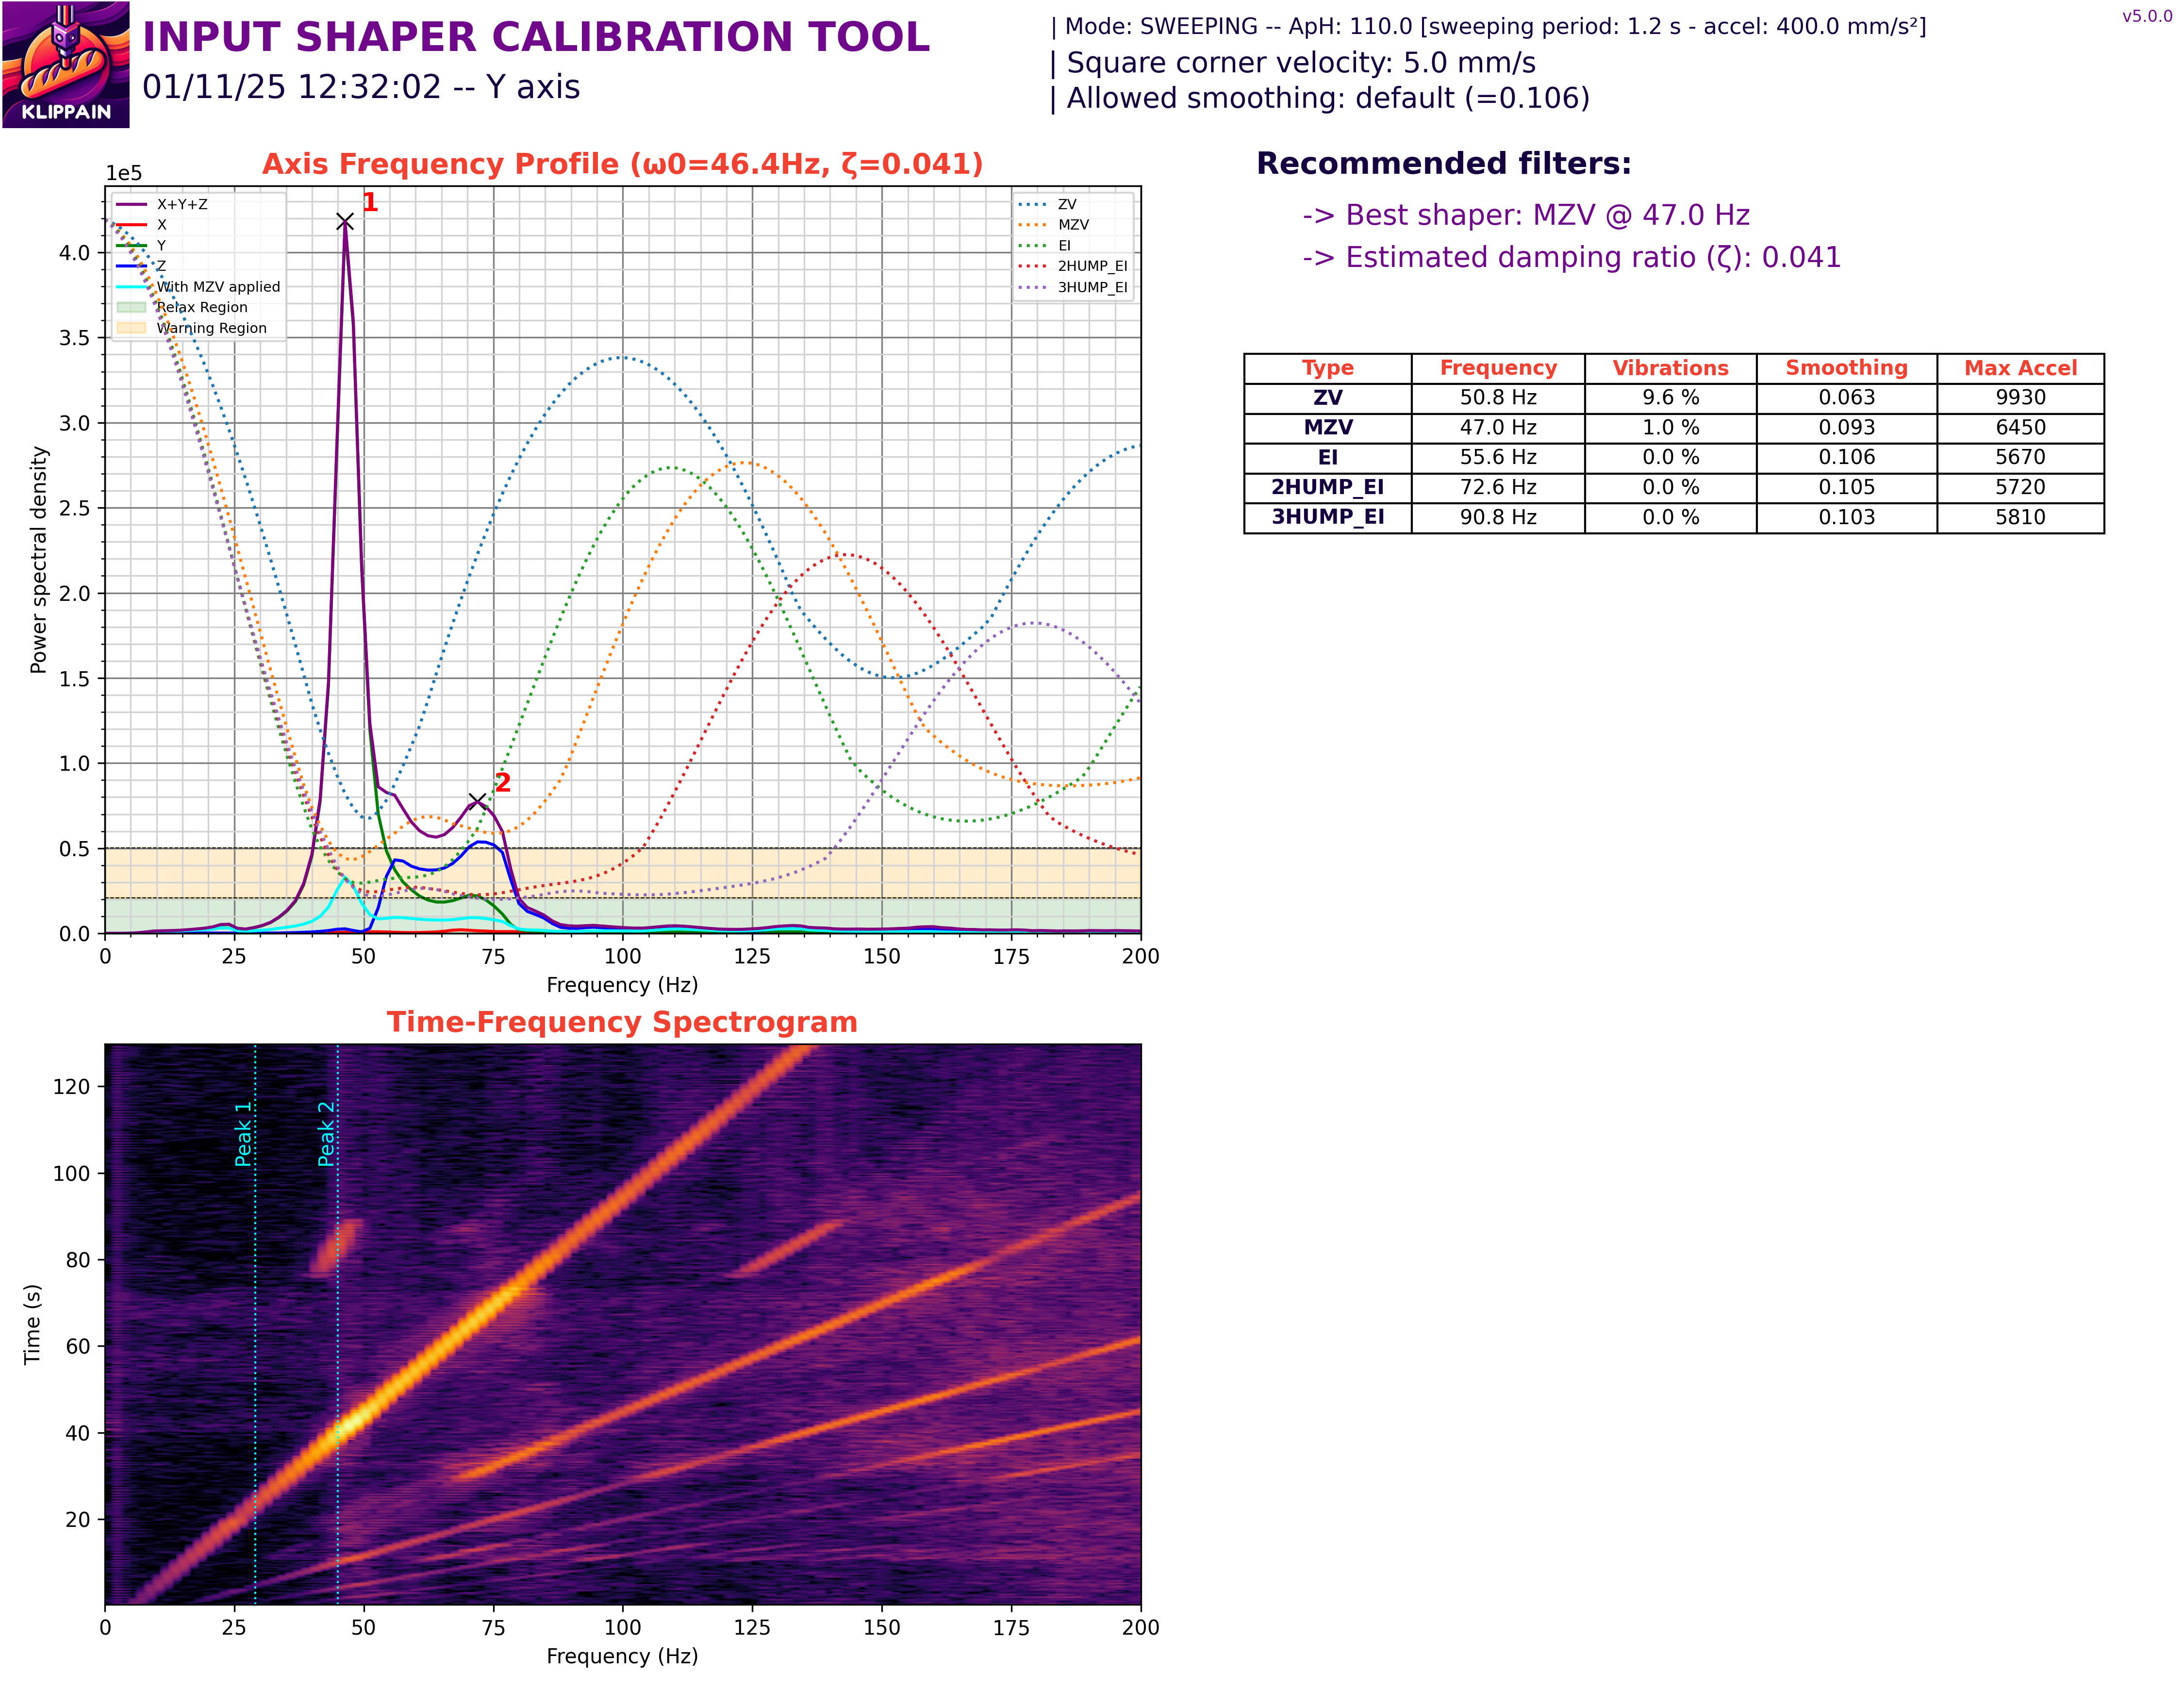 KLIPPAIN
INPUT SHAPER CALIBRATION TOOL
01/11/25 12:32:02 -- Y axis
| Mode: SWEEPING -- ApH: 110.0 [sweeping period: 1.2 s - accel: 400.0 mm/s²]
| Square corner velocity: 5.0 mm/s
| Allowed smoothing: default (=0.106)
v5.0.0
Axis Frequency Profile (ω0=46.4Hz, ζ=0.041)
1e5
X+Y+Z
X
Y
Z
With MZV applied
Relax Region
Warning Region
1
2
ZV
MZV
EI
2HUMP_EI
3HUMP_EI
4.0
3.5
3.0
2.5
2.0
1.5
1.0
0.5
0.0
Power spectral density
0 25 50 75 100 125 150 175 200
Frequency (Hz)
Recommended filters:
-> Best shaper: MZV @ 47.0 Hz
-> Estimated damping ratio (ζ): 0.041
Type Frequency Vibrations Smoothing Max Accel
ZV 50.8 Hz 9.6 % 0.063 9930
MZV 47.0 Hz 1.0 % 0.093 6450
EI 55.6 Hz 0.0 % 0.106 5670
2HUMP_EI 72.6 Hz 0.0 % 0.105 5720
3HUMP_EI 90.8 Hz 0.0 % 0.103 5810
Time-Frequency Spectrogram
Peak 1
Peak 2
120
100
80
60
40
20
Time (s)
0 25 50 75 100 125 150 175 200
Frequency (Hz)